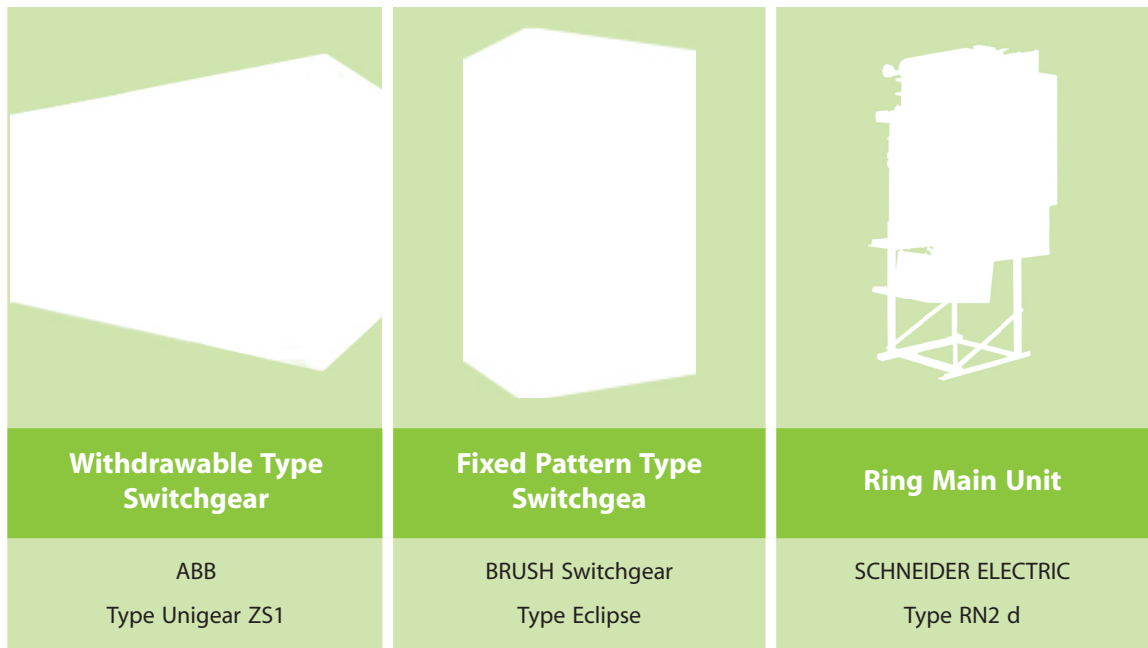 Withdrawable Type
Switchgear
Fixed Pattern Type
Switchgea
Ring Main Unit
ABB
Type Unigear ZS1
BRUSH Switchgear
Type Eclipse
SCHNEIDER ELECTRIC
Type RN2 d